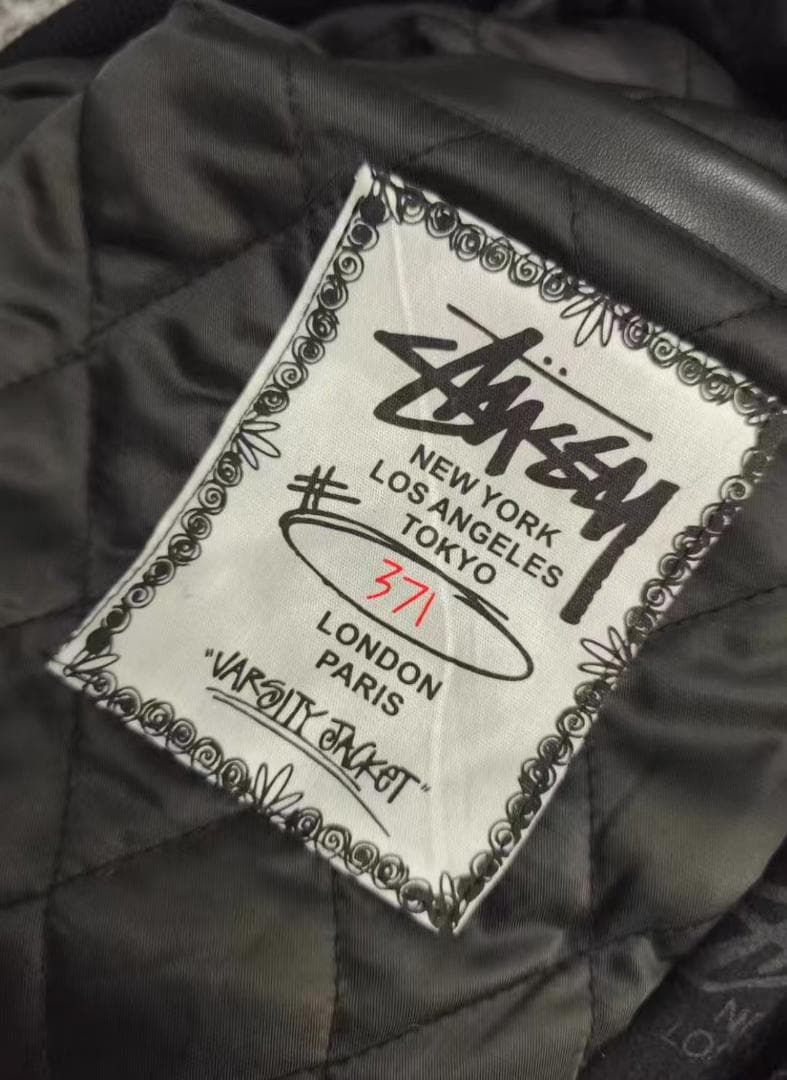 STÜSSY
NEW YORK
LOS ANGELES
TOKYO
#
371
LONDON
PARIS
"VARSITY JACKET"